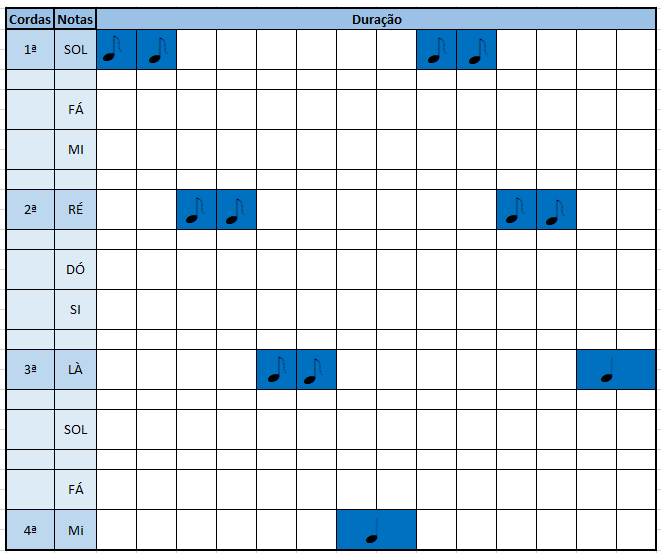 Cordas Notas Duração
1ª SOL
FÁ
MI
2ª RÉ
DÓ
SI
3ª LÀ
SOL
FÁ
4ª Mi